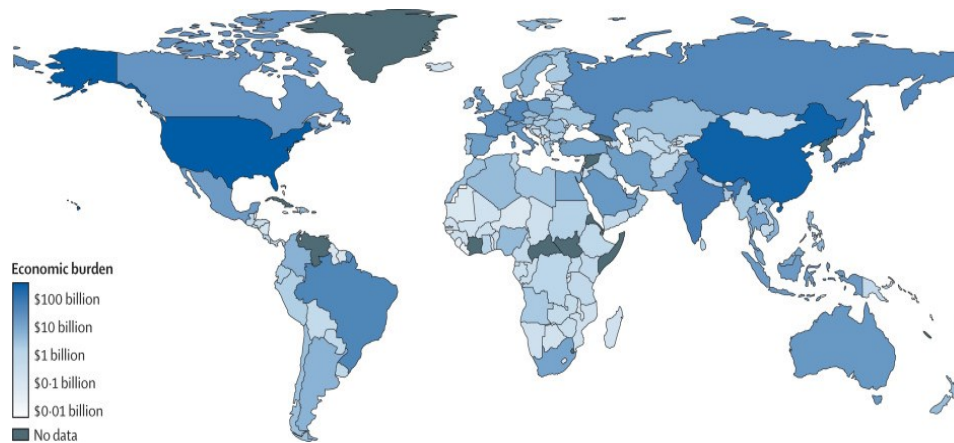 Economic burden
$100 billion
$10 billion
$1 billion
$0·1 billion
$0·01 billion
No data